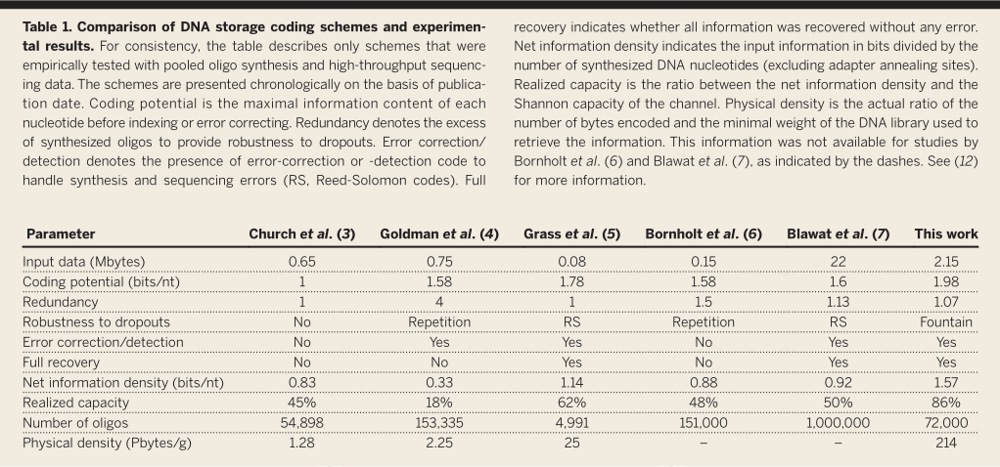 Table 1. Comparison of DNA storage coding schemes and experimen-
tal results. For consistency, the table describes only schemes that were
empirically tested with pooled oligo synthesis and high-throughput sequenc-
ing data. The schemes are presented chronologically on the basis of publica-
tion date. Coding potential is the maximal information content of each
nucleotide before indexing or error correcting. Redundancy denotes the excess
of synthesized oligos to provide robustness to dropouts. Error correction/
detection denotes the presence of error-correction or -detection code to
handle synthesis and sequencing errors (RS, Reed-Solomon codes). Full
recovery indicates whether all information was recovered without any error.
Net information density indicates the input information in bits divided by the
number of synthesized DNA nucleotides (excluding adapter annealing sites).
Realized capacity is the ratio between the net information density and the
Shannon capacity of the channel. Physical density is the actual ratio of the
number of bytes encoded and the minimal weight of the DNA library used to
retrieve the information. This information was not available for studies by
Bornholt et al. (6) and Blawat et al. (7), as indicated by the dashes. See (12)
for more information.
Parameter Church et al. (3) Goldman et al. (4) Grass et al. (5) Bornholt et al. (6) Blawat et al. (7) This work
Input data (Mbytes) 0.65 0.75 0.08 0.15 22 2.15
Coding potential (bits/nt) 1 1.58 1.78 1.58 1.6 1.98
Redundancy 1 4 1 1.5 1.13 1.07
Robustness to dropouts No Repetition RS Repetition RS Fountain
Error correction/detection No Yes Yes No Yes Yes
Full recovery No No Yes No Yes Yes
Net information density (bits/nt) 0.83 0.33 1.14 0.88 0.92 1.57
Realized capacity 45% 18% 62% 48% 50% 86%
Number of oligos 54,898 153,335 4,991 151,000 1,000,000 72,000
Physical density (Pbytes/g) 1.28 2.25 25 – – 214